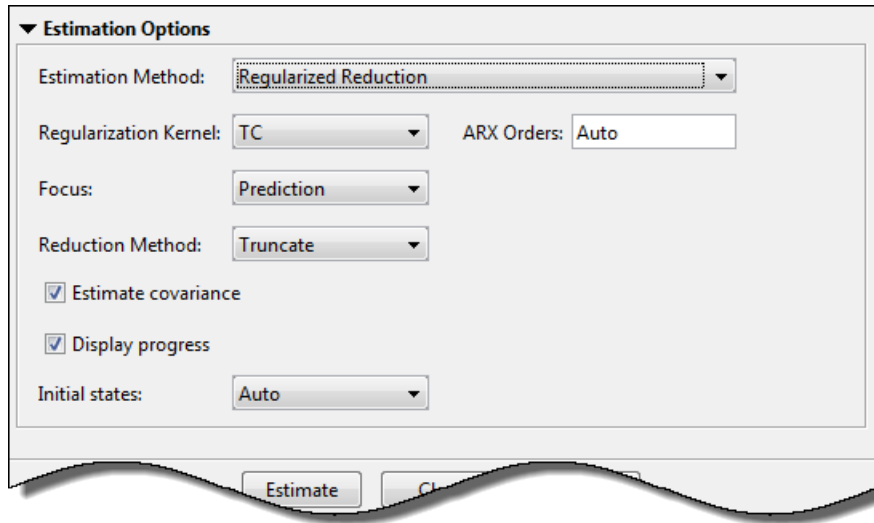 Estimation Options
Estimation Method: Regularized Reduction
Regularization Kernel: TC ARX Orders: Auto
Focus: Prediction
Reduction Method: Truncate
Estimate covariance
Display progress
Initial states: Auto
Estimate